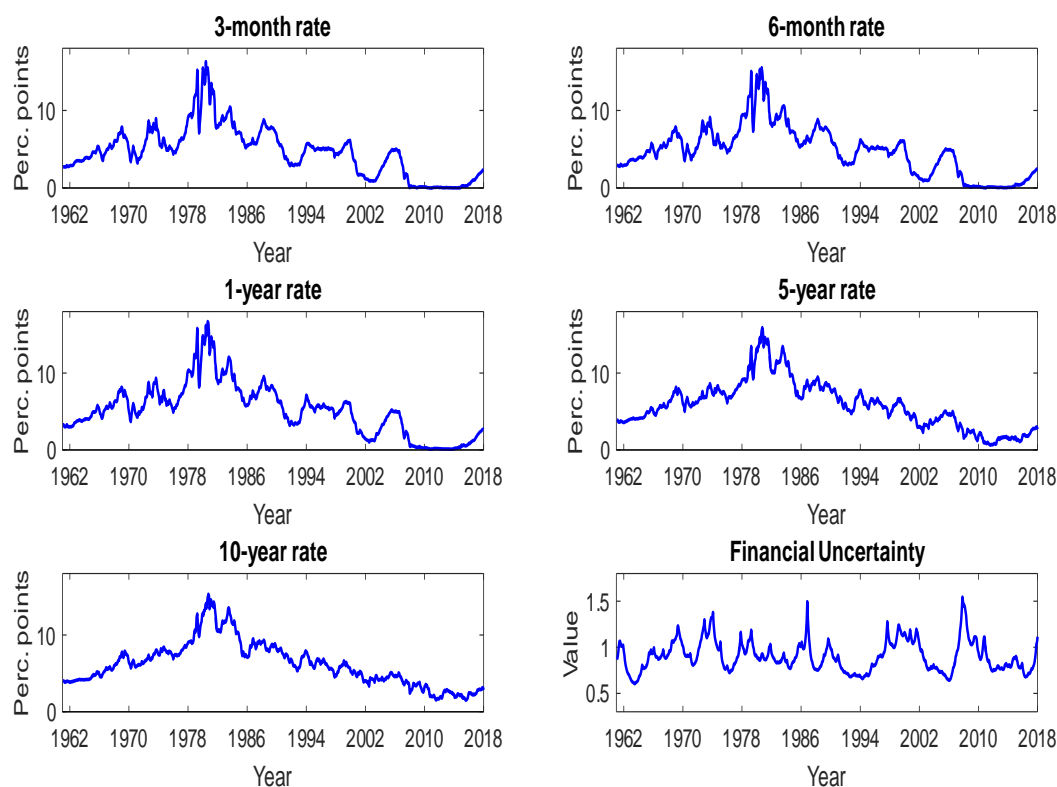 3-month rate
Perc. points
10
0
1962 1970 1978 1986 1994 2002 2010 2018
Year
6-month rate
Perc. points
10
0
1962 1970 1978 1986 1994 2002 2010 2018
Year
1-year rate
Perc. points
10
0
1962 1970 1978 1986 1994 2002 2010 2018
Year
5-year rate
Perc. points
10
0
1962 1970 1978 1986 1994 2002 2010 2018
Year
10-year rate
Perc. points
10
0
1962 1970 1978 1986 1994 2002 2010 2018
Year
Financial Uncertainty
Value
1.5
1
0.5
1962 1970 1978 1986 1994 2002 2010 2018
Year